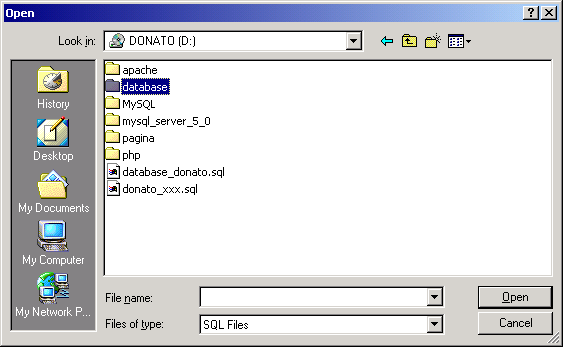 Open
Look in: DONATO (D:)
History
Desktop
My Documents
My Computer
My Network P...
apache
database
MySQL
mysql_server_5_0
pagina
php
database_donato.sql
donato_xxx.sql
File name:
Open
Files of type: SQL Files
Cancel